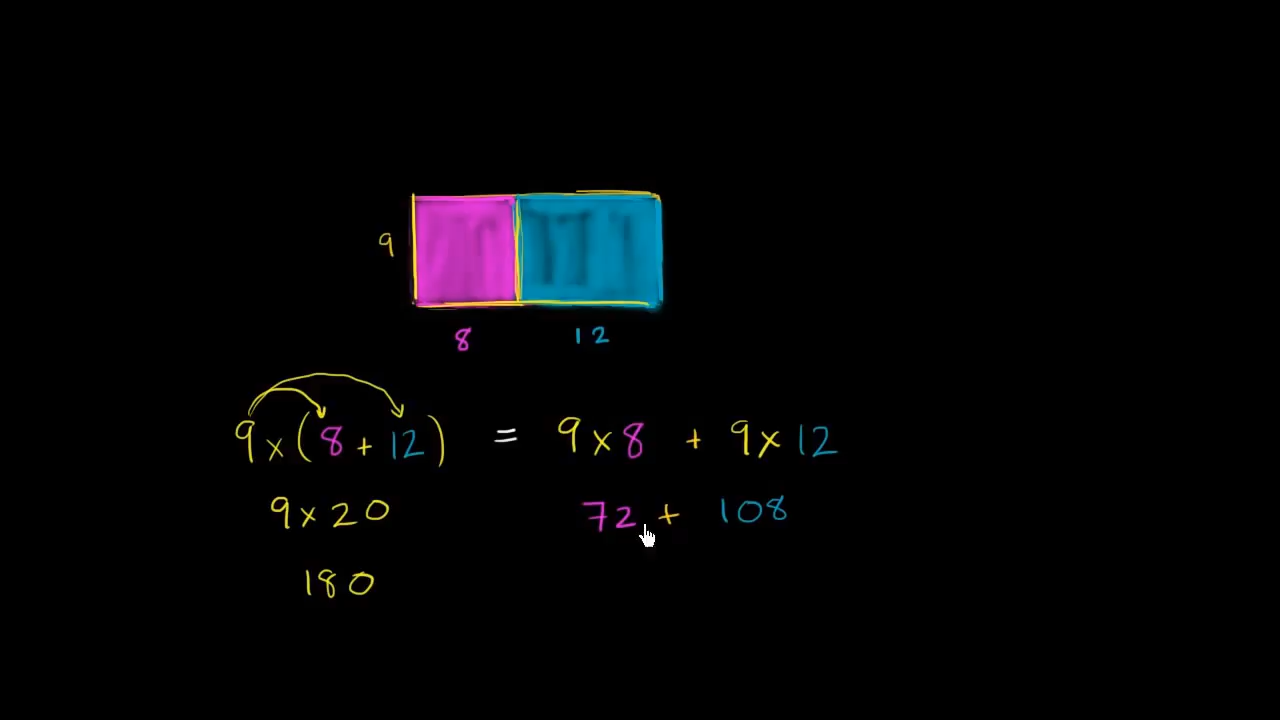 9
8 12
9 x (8 + 12) = 9 x 8 + 9 x 12
9 x 20 72 + 108
180